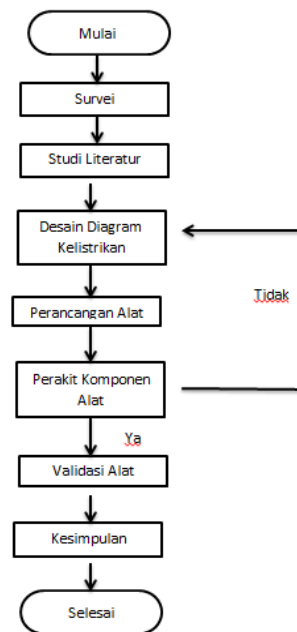 Mulai
Survei
Studi Literatur
Desain Diagram
Kelistrikan
Tidak
Perancangan Alat
Perakit Komponen
Alat
Ya
Validasi Alat
Kesimpulan
Selesai